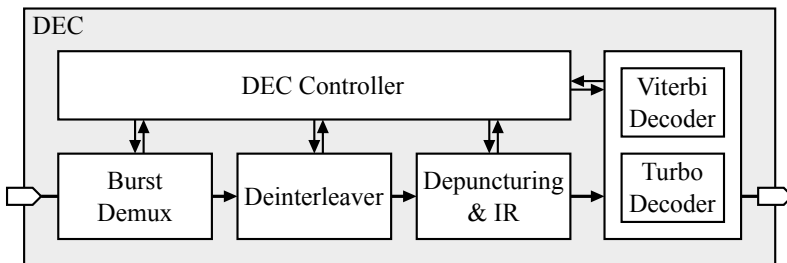 DEC
DEC Controller
Viterbi
Decoder
Burst
Demux
Deinterleaver
Depuncturing
& IR
Turbo
Decoder